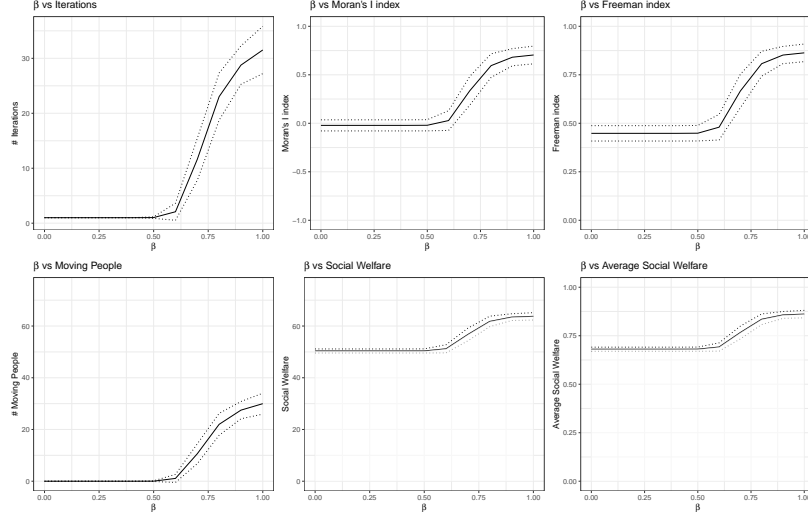 β vs Iterations
# Iterations
30
20
10
0
0.00 0.25 0.50 0.75 1.00
β
β vs Moran's I index
Moran's I index
1.0
0.5
0.0
−0.5
−1.0
0.00 0.25 0.50 0.75 1.00
β
β vs Freeman index
Freeman index
1.00
0.75
0.50
0.25
0.00
0.00 0.25 0.50 0.75 1.00
β
β vs Moving People
# Moving People
60
40
20
0
0.00 0.25 0.50 0.75 1.00
β
β vs Social Welfare
Social Welfare
60
40
20
0
0.00 0.25 0.50 0.75 1.00
β
β vs Average Social Welfare
Average Social Welfare
1.00
0.75
0.50
0.25
0.00
0.00 0.25 0.50 0.75 1.00
β